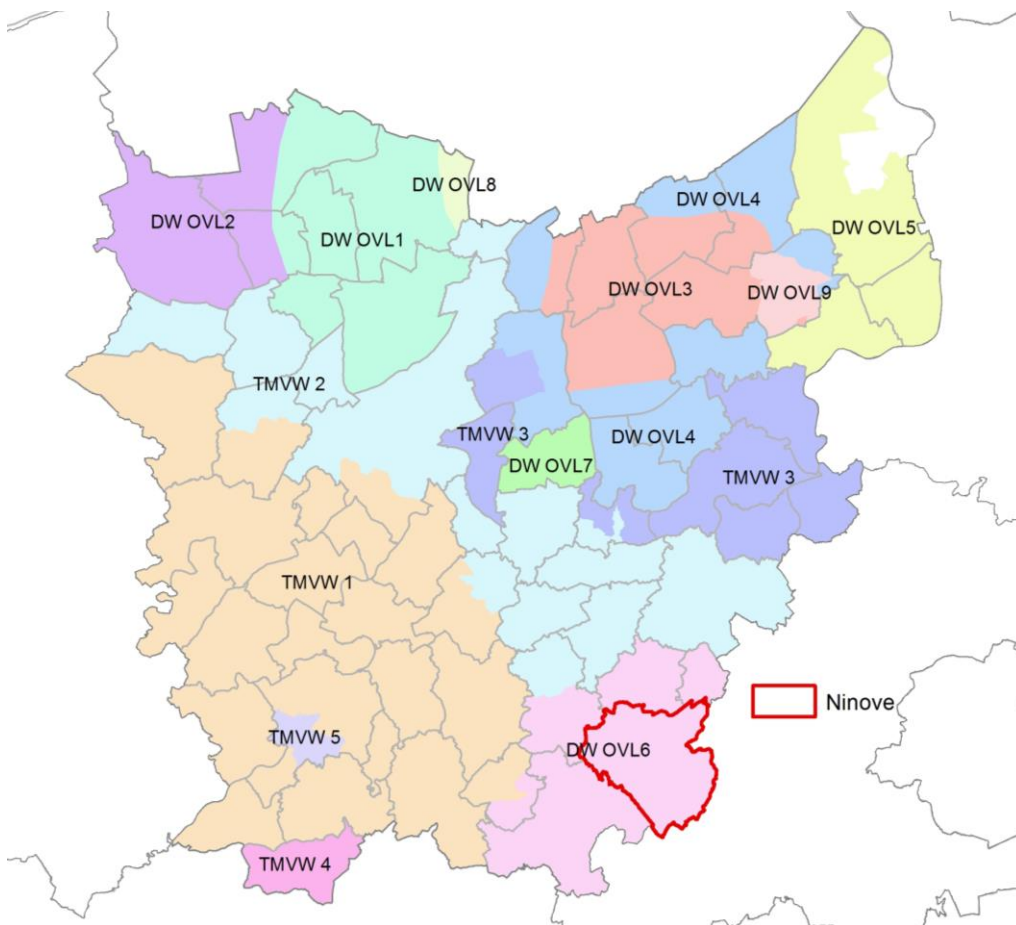 DW OVL8
DW OVL4
DW OVL2
DW OVL1
DW OVL5
DW OVL3
DW OVL9
TMVW 2
TMVW 3
DW OVL4
DW OVL7
TMVW 3
TMVW 1
Ninove
TMVW 5
DW OVL6
TMVW 4